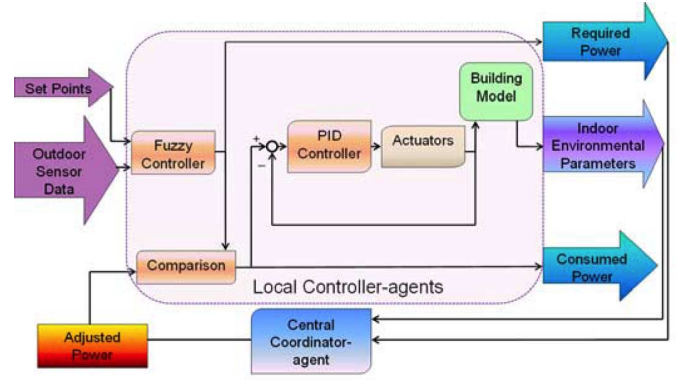 Required
Power
Set Points
Building
Model
Outdoor
Sensor
Data
Fuzzy
Controller
+
−
PID
Controller
Actuators
Indoor
Environmental
Parameters
Comparison
Consumed
Power
Local Controller-agents
Adjusted
Power
Central
Coordinator-
agent